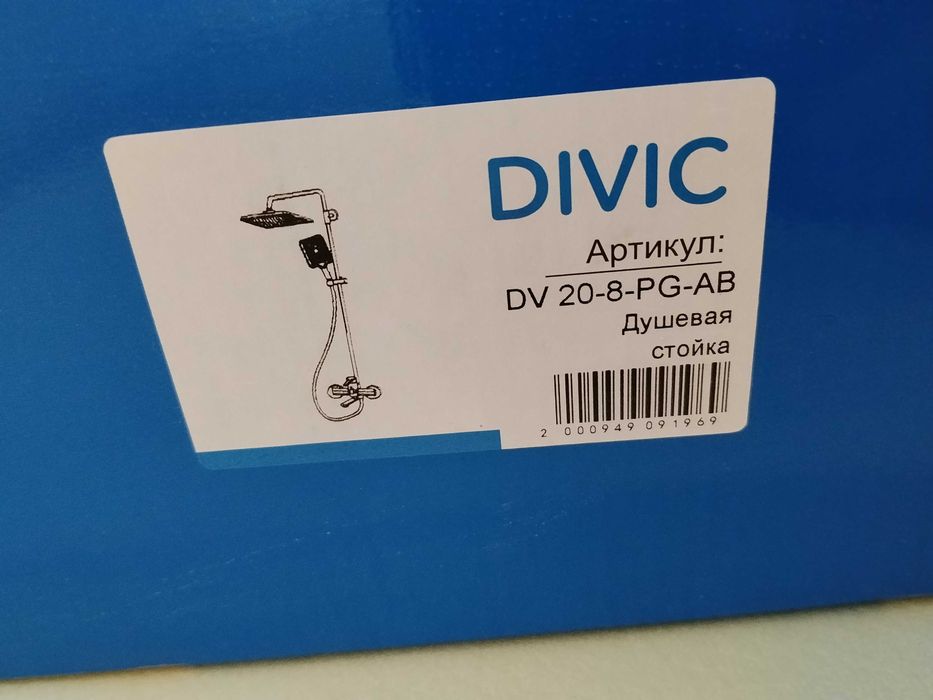 DIVIC
Артикул:
DV 20-8-PG-AB
Душевая
стойка
2 000949 091969